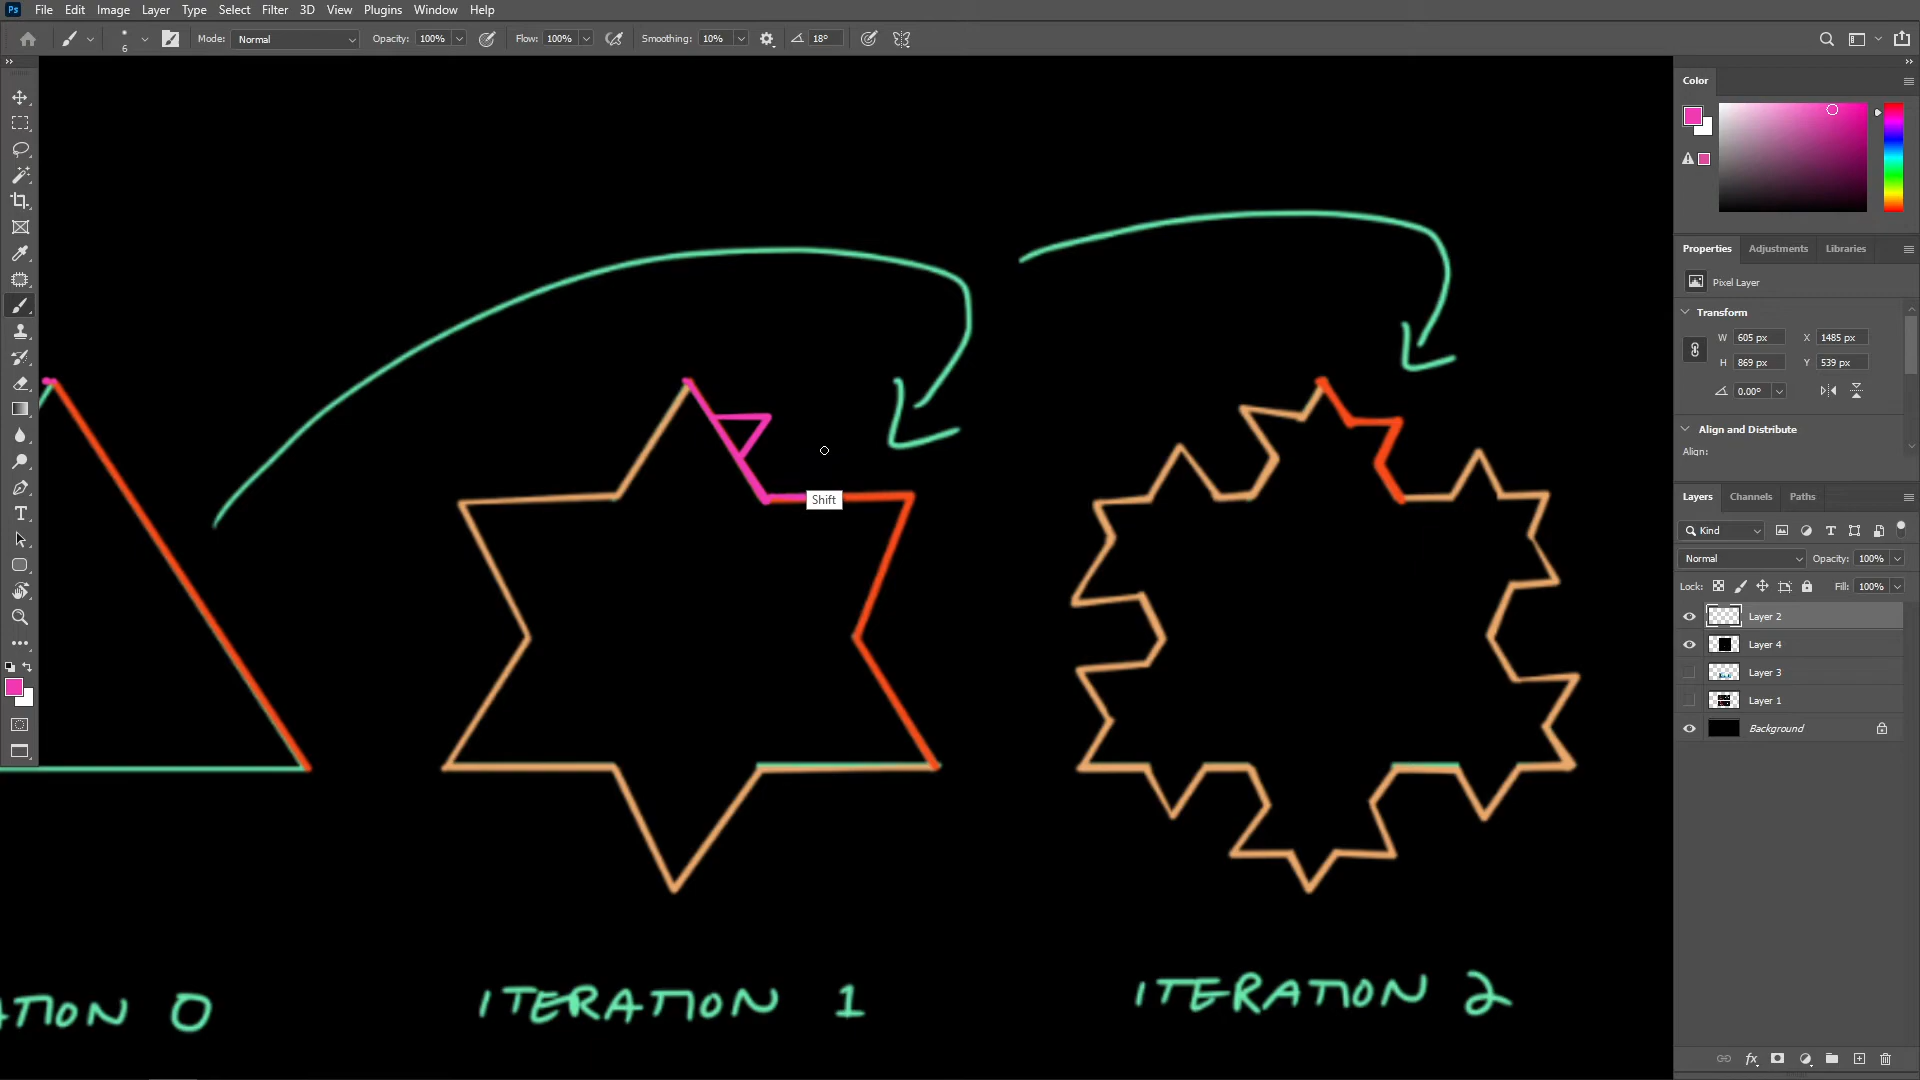 Ps File Edit Image Layer Type Select Filter 3D View Plugins Window Help
6 Mode: Normal Opacity: 100% Flow: 100% Smoothing: 10% 18°
Color
Properties Adjustments Libraries
Pixel Layer
Transform
W 605 px X 1485 px
H 869 px Y 539 px
0.00°
Align and Distribute
Align:
Layers Channels Paths
Kind
Normal Opacity: 100%
Lock: Fill: 100%
Layer 2
Layer 4
Layer 3
Layer 1
Background
Shift
ATION 0
ITERATION 1
ITERATION 2